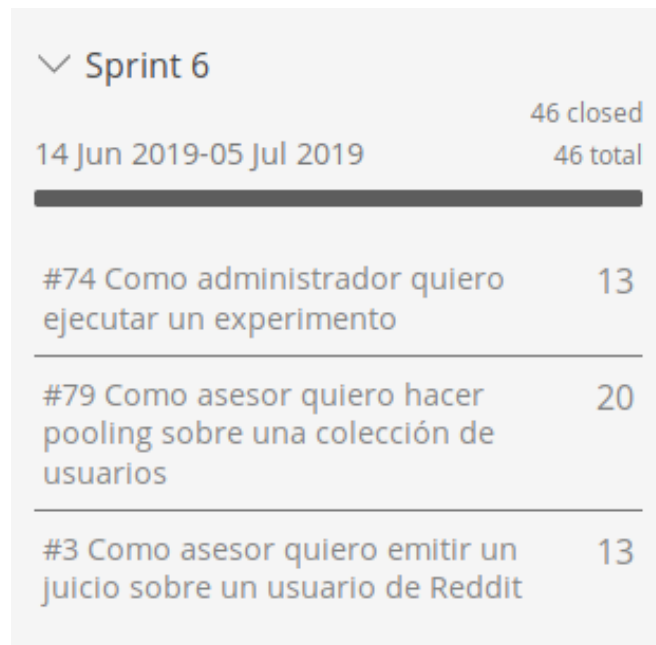 Sprint 6
46 closed
14 Jun 2019-05 Jul 2019
46 total
#74 Como administrador quiero
ejecutar un experimento
13
#79 Como asesor quiero hacer
pooling sobre una colección de
usuarios
20
#3 Como asesor quiero emitir un
juicio sobre un usuario de Reddit
13